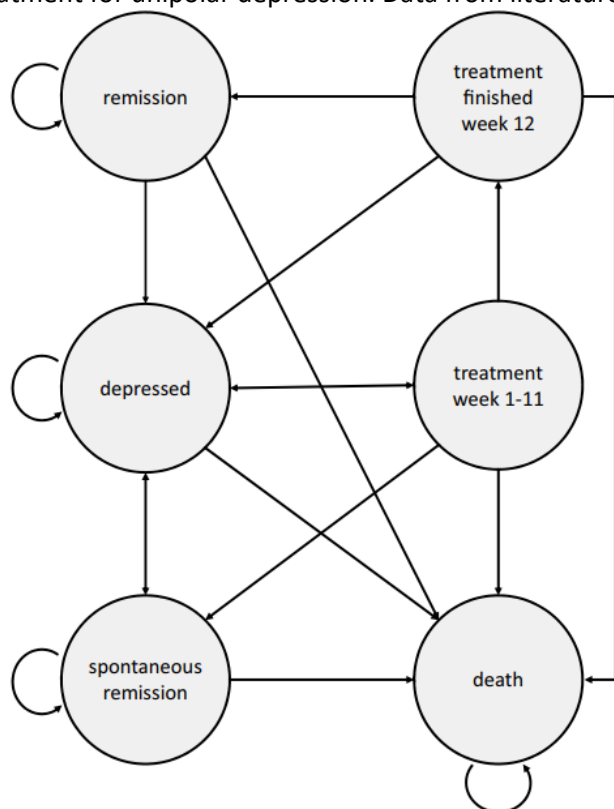 atment for unipolar depression. Data from literature
remission
treatment
finished
week 12
depressed
treatment
week 1-11
spontaneous
remission
death